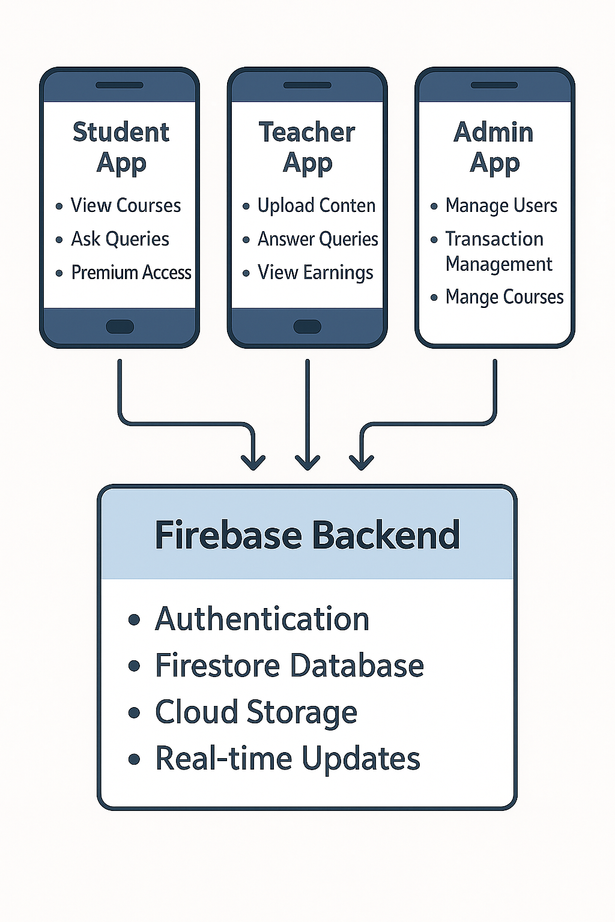 Student
App
• View Courses
• Ask Queries
• Premium Access
Teacher
App
• Upload Conten
• Answer Queries
• View Earnings
Admin
App
• Manage Users
• Transaction
Management
• Mange Courses
Firebase Backend
• Authentication
• Firestore Database
• Cloud Storage
• Real-time Updates